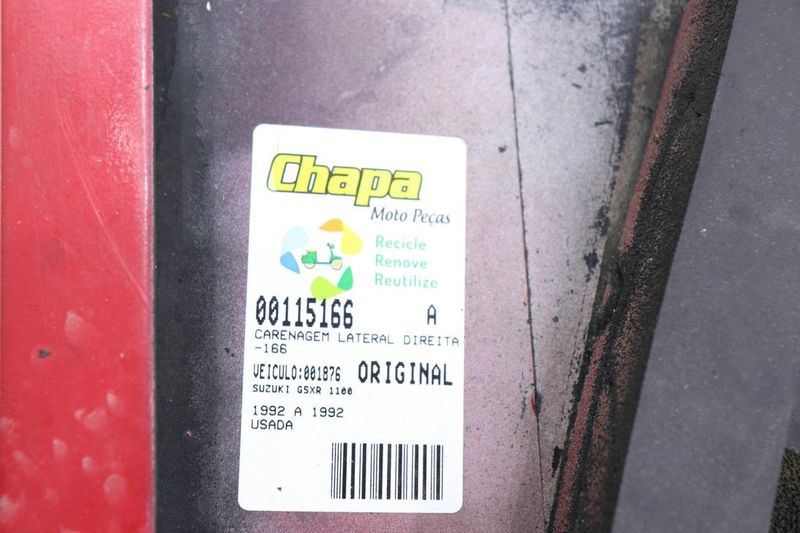 Chapa
Moto Peças
Recicle
Renove
Reutilize
00115166 A
CARENAGEM LATERAL DIREITA
-166
VEICULO:001876 ORIGINAL
SUZUKI GSXR 1100
1992 A 1992
USADA